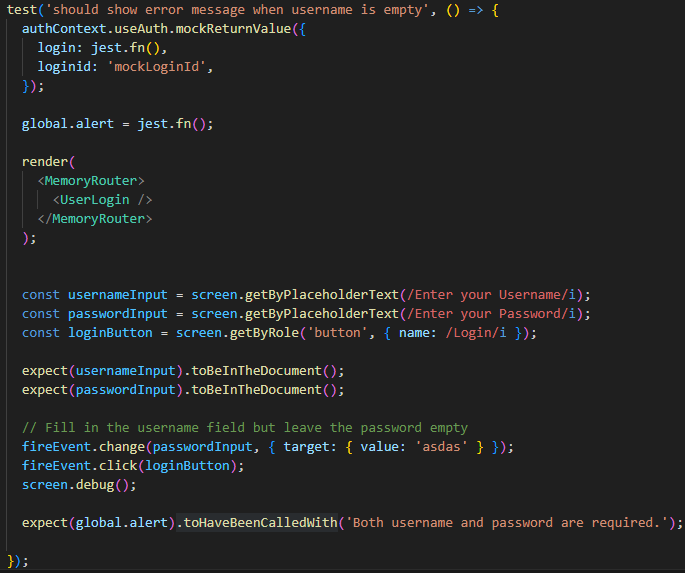 test('should show error message when username is empty', () => {
  authContext.useAuth.mockReturnValue({
    login: jest.fn(),
    loginid: 'mockLoginId',
  });

  global.alert = jest.fn();

  render(
    <MemoryRouter>
      <UserLogin />
    </MemoryRouter>
  );


  const usernameInput = screen.getByPlaceholderText(/Enter your Username/i);
  const passwordInput = screen.getByPlaceholderText(/Enter your Password/i);
  const loginButton = screen.getByRole('button', { name: /Login/i });

  expect(usernameInput).toBeInTheDocument();
  expect(passwordInput).toBeInTheDocument();

  // Fill in the username field but leave the password empty
  fireEvent.change(passwordInput, { target: { value: 'asdas' } });
  fireEvent.click(loginButton);
  screen.debug();

  expect(global.alert).toHaveBeenCalledWith('Both username and password are required.');

});